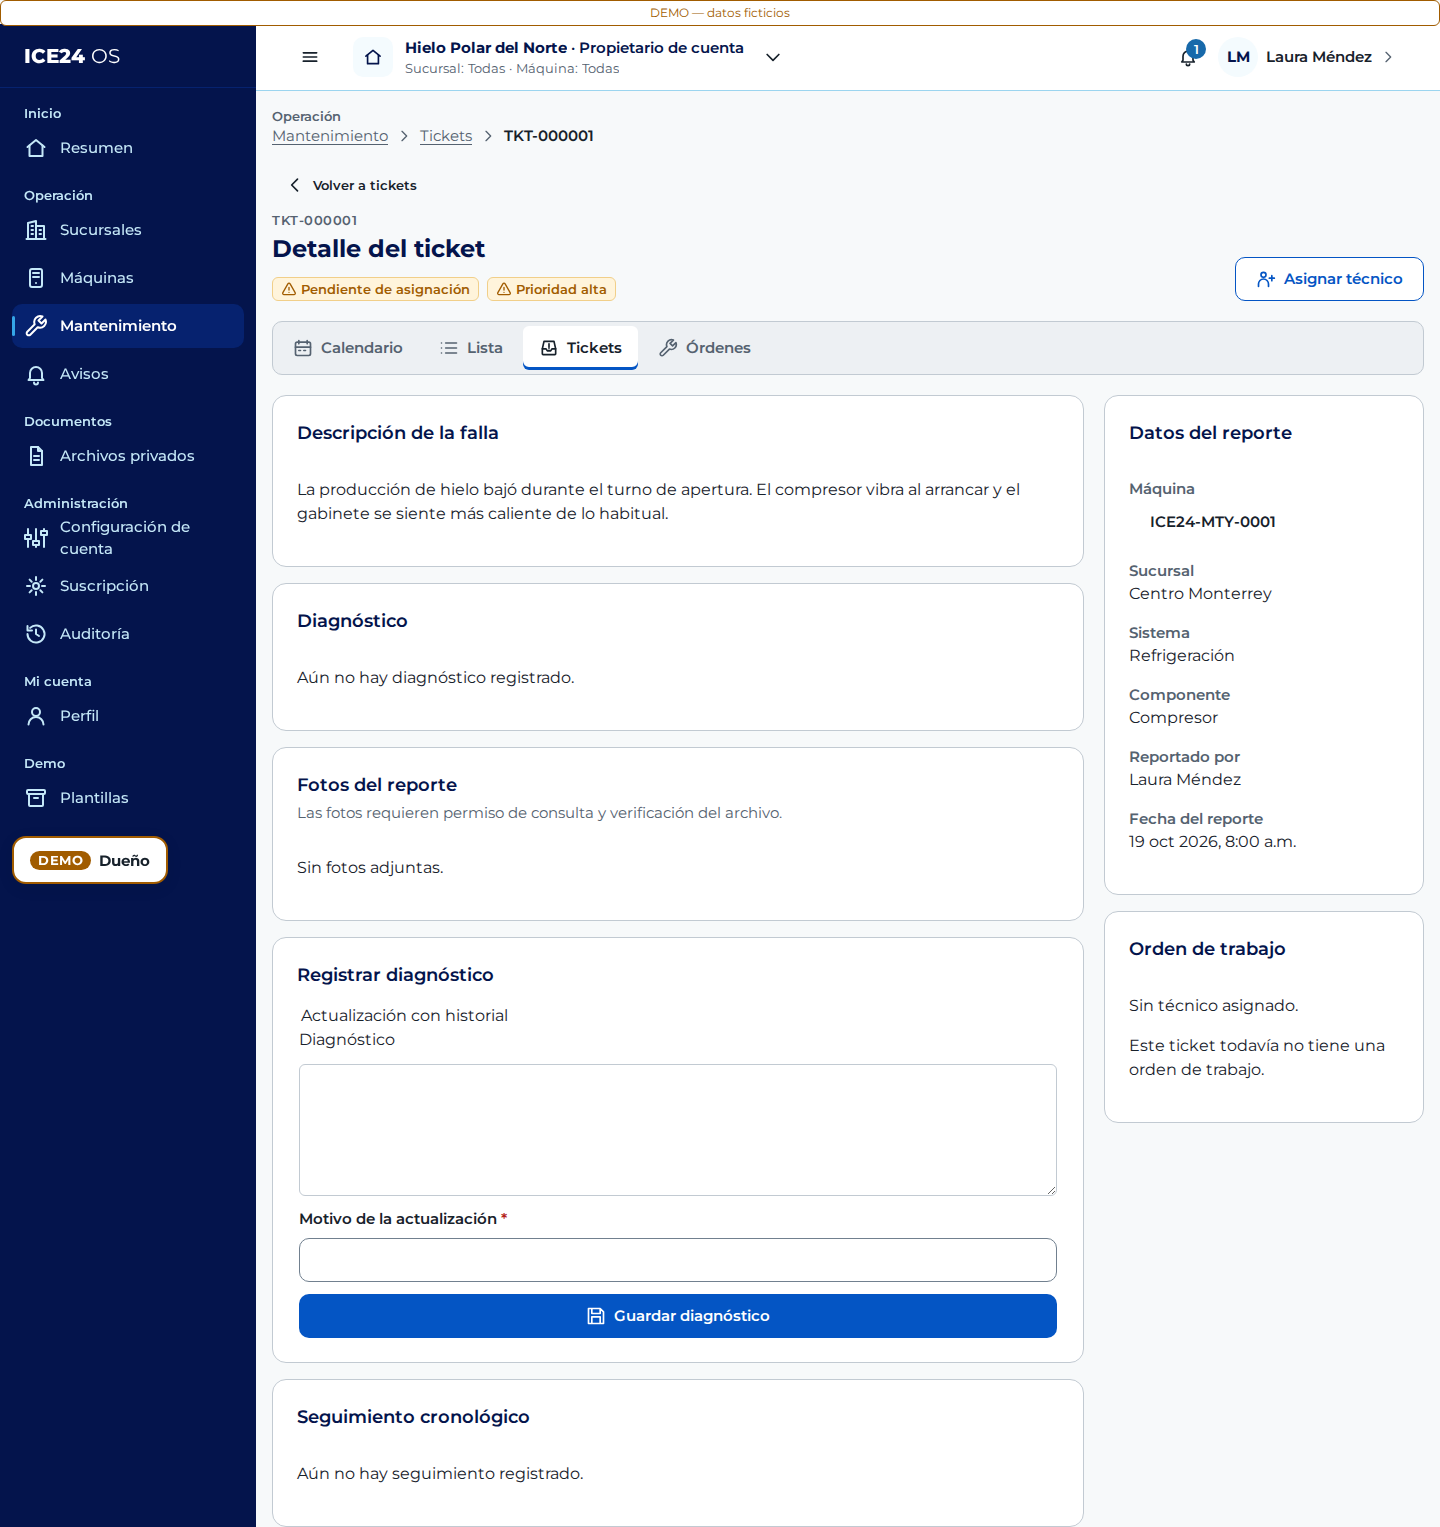 DEMO — datos ficticios
ICE24 OS
Inicio
Resumen
Operación
Sucursales
Máquinas
Mantenimiento
Avisos
Documentos
Archivos privados
Administración
Configuración de
cuenta
Suscripción
Auditoría
Mi cuenta
Perfil
Demo
Plantillas
DEMO Dueño
Hielo Polar del Norte · Propietario de cuenta
Sucursal: Todas · Máquina: Todas
1
LM Laura Méndez
Operación
Mantenimiento Tickets TKT-000001
Volver a tickets
TKT-000001
Detalle del ticket
Pendiente de asignación Prioridad alta
Asignar técnico
Calendario Lista Tickets Órdenes
Descripción de la falla
La producción de hielo bajó durante el turno de apertura. El compresor vibra al arrancar y el
gabinete se siente más caliente de lo habitual.
Diagnóstico
Aún no hay diagnóstico registrado.
Fotos del reporte
Las fotos requieren permiso de consulta y verificación del archivo.
Sin fotos adjuntas.
Registrar diagnóstico
Actualización con historial
Diagnóstico
Motivo de la actualización *
Guardar diagnóstico
Seguimiento cronológico
Aún no hay seguimiento registrado.
Datos del reporte
Máquina
ICE24-MTY-0001
Sucursal
Centro Monterrey
Sistema
Refrigeración
Componente
Compresor
Reportado por
Laura Méndez
Fecha del reporte
19 oct 2026, 8:00 a.m.
Orden de trabajo
Sin técnico asignado.
Este ticket todavía no tiene una
orden de trabajo.